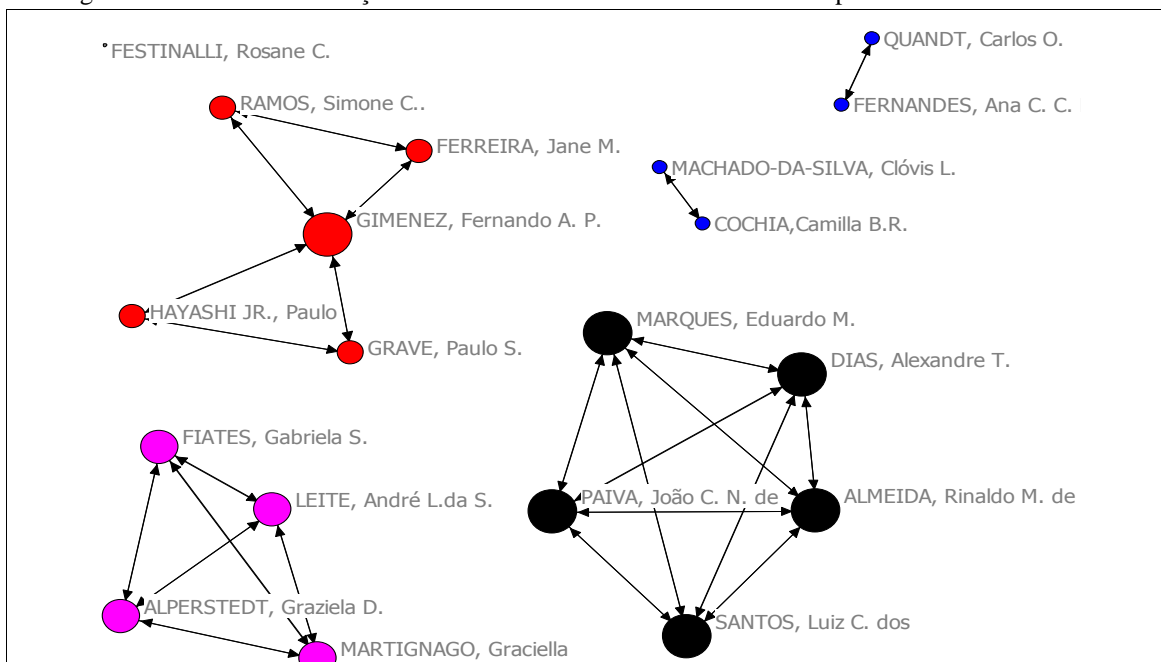 FESTINALLI, Rosane C.
QUANDT, Carlos O.
RAMOS, Simone C..
FERNANDES, Ana C. C.
FERREIRA, Jane M.
MACHADO-DA-SILVA, Clóvis L.
GIMENEZ, Fernando A. P.
COCHIA,Camilla B.R.
HAYASHI JR., Paulo
MARQUES, Eduardo M.
GRAVE, Paulo S.
DIAS, Alexandre T.
FIATES, Gabriela S.
LEITE, André L.da S.
PAIVA, João C. N. de
ALMEIDA, Rinaldo M. de
ALPERSTEDT, Graziela D.
SANTOS, Luiz C. dos
MARTIGNAGO, Graciella